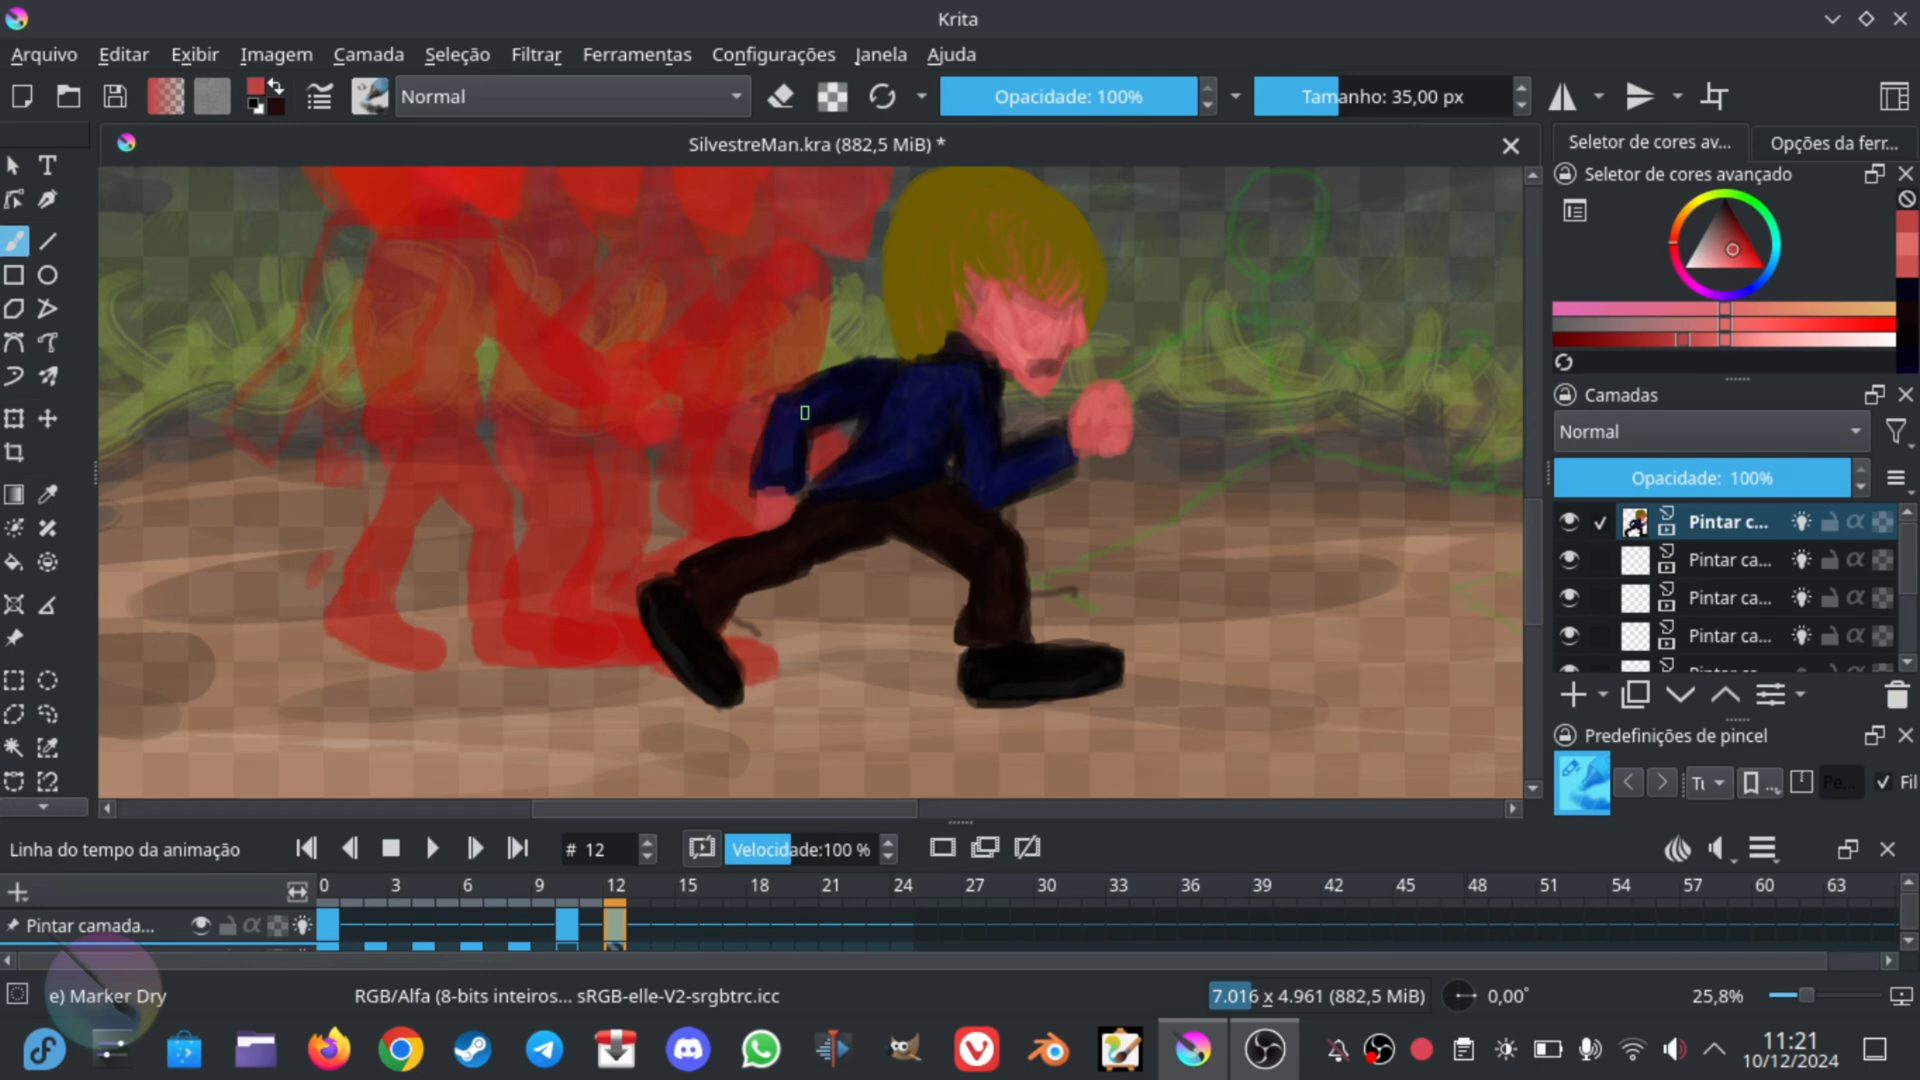 Krita
Arquivo Editar Exibir Imagem Camada Seleção Filtrar Ferramentas Configurações Janela Ajuda
Normal
Opacidade: 100%
Tamanho: 35,00 px
SilvestreMan.kra (882,5 MiB) *
Seletor de cores av...
Opções da ferr...
Seletor de cores avançado
Camadas
Normal
Opacidade: 100%
Pintar c...
Pintar ca...
Pintar ca...
Pintar ca...
Predefinições de pincel
Fil
Linha do tempo da animação
# 12
Velocidade:100 %
0 3 6 9 12 15 18 21 24 27 30 33 36 39 42 45 48 51 54 57 60 63
Pintar camada...
e) Marker Dry
RGB/Alfa (8-bits inteiros... sRGB-elle-V2-srgbtrc.icc
7.016 x 4.961 (882,5 MiB)
0,00°
25,8%
11:21
10/12/2024